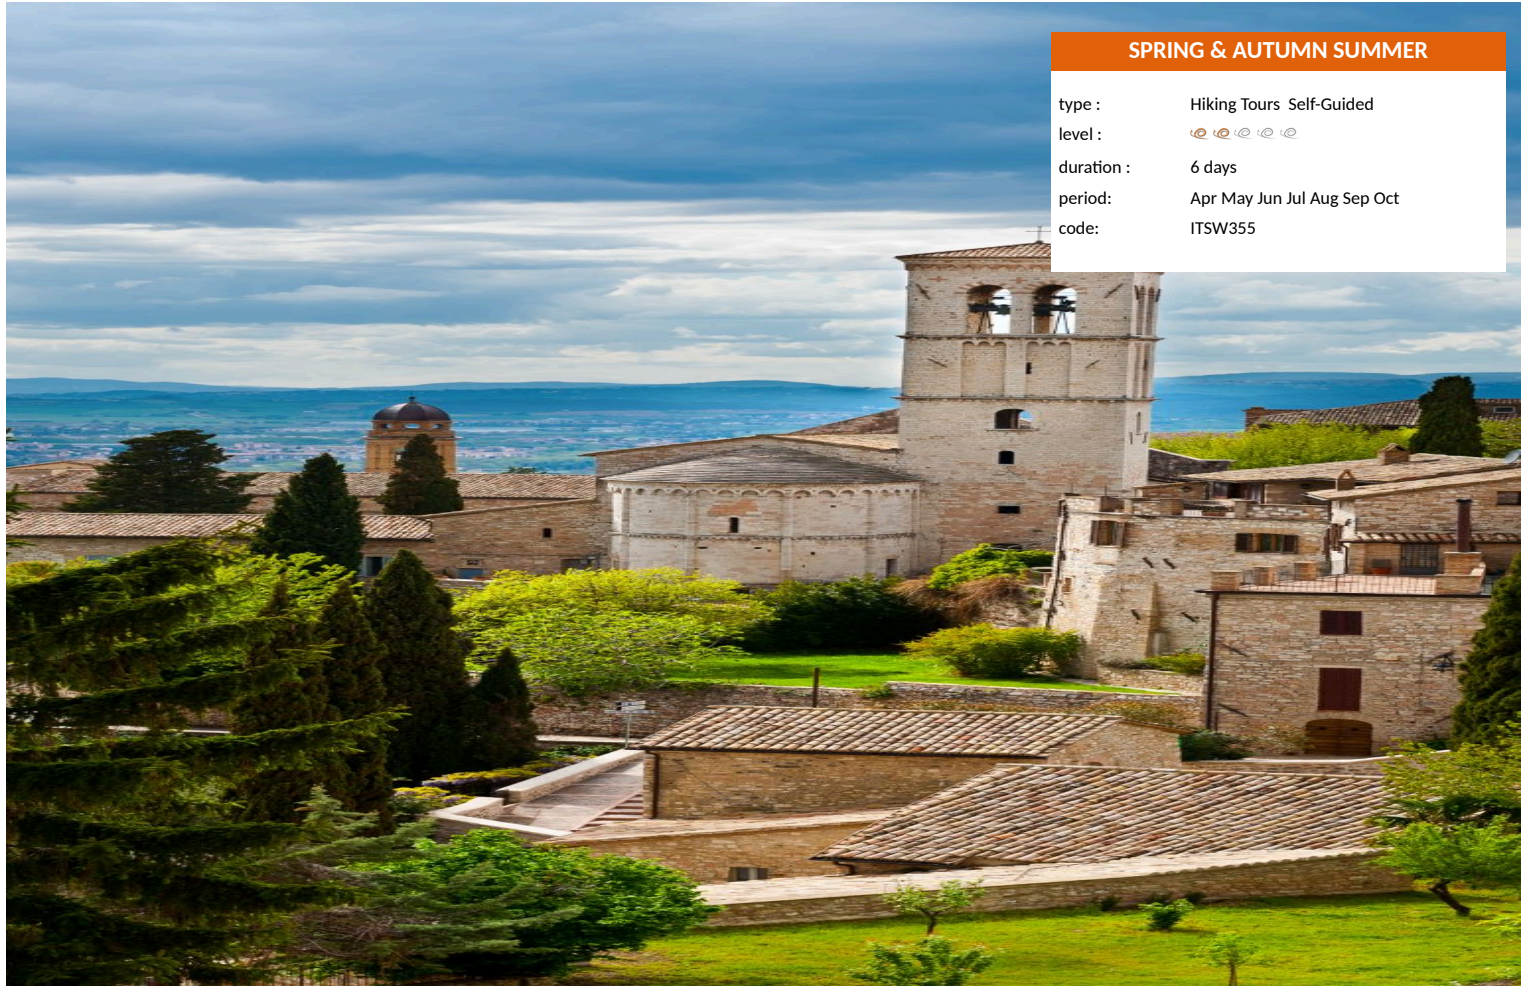 SPRING & AUTUMN SUMMER
type : Hiking Tours  Self-Guided
level :
duration : 6 days
period: Apr May Jun Jul Aug Sep Oct
code: ITSW355